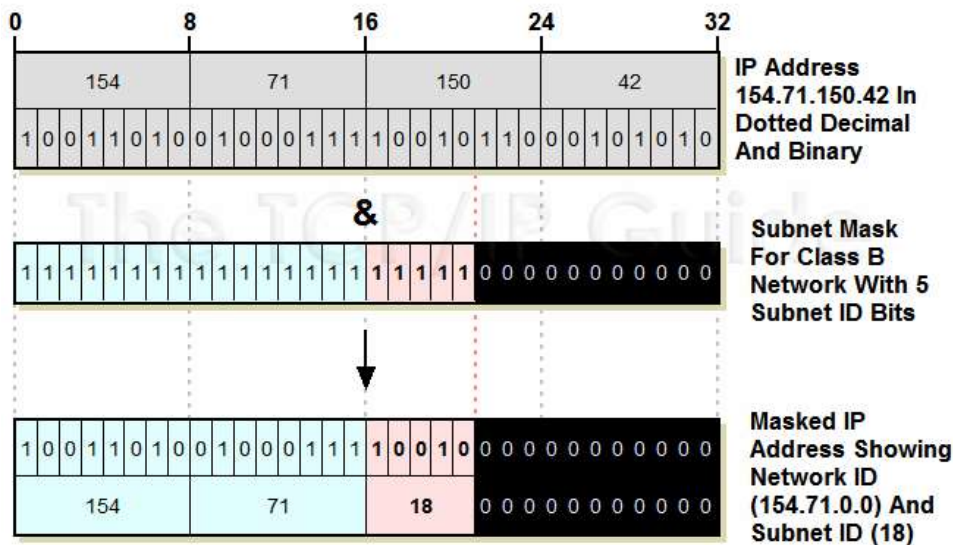 0 8 16 24 32
154 71 150 42
IP Address
154.71.150.42 In
Dotted Decimal
And Binary
1 0 0 1 1 0 1 0 0 1 0 0 0 1 1 1 1 0 0 1 0 1 1 0 0 0 1 0 1 0 1 0
The TCP/IP Guide
&
Subnet Mask
For Class B
Network With 5
Subnet ID Bits
1 1 1 1 1 1 1 1 1 1 1 1 1 1 1 1 1 1 1 1 1 0 0 0 0 0 0 0 0 0 0 0
Masked IP
Address Showing
Network ID
(154.71.0.0) And
Subnet ID (18)
1 0 0 1 1 0 1 0 0 1 0 0 0 1 1 1 1 0 0 1 0 0 0 0 0 0 0 0 0 0 0 0
154 71 18 0 0 0 0 0 0 0 0 0 0 0